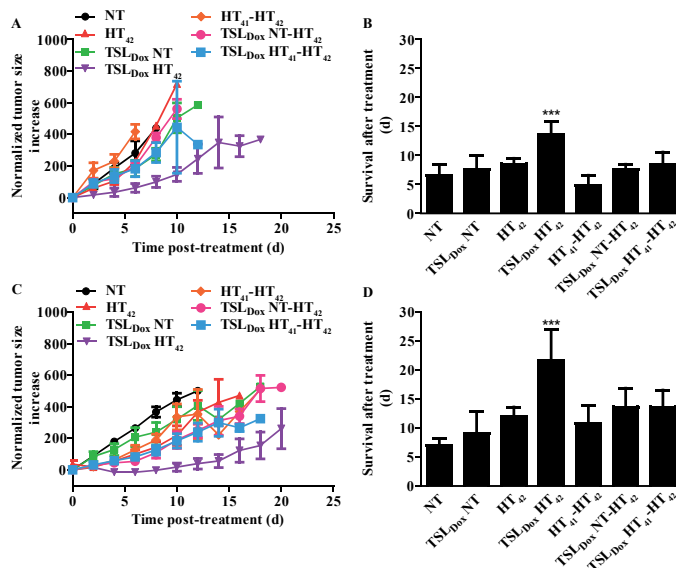 A
NT
HT42
TSLDox NT
TSLDox HT42
HT41-HT42
TSLDox NT-HT42
TSLDox HT41-HT42
1000
800
600
400
200
0
0 5 10 15 20 25
Normalized tumor size
increase
Time post-treatment (d)
B
30
25
20
15
10
5
0
***
Survival after treatment
(d)
NT
TSLDox NT
HT42
TSLDox HT42
HT41-HT42
TSLDox NT-HT42
TSLDox HT41-HT42
C
NT
HT42
TSLDox NT
TSLDox HT42
HT41-HT42
TSLDox NT-HT42
TSLDox HT41-HT42
1000
800
600
400
200
0
0 5 10 15 20 25
Normalized tumor size
increase
Time post-treatment (d)
D
30
25
20
15
10
5
0
***
Survival after treatment
(d)
NT
TSLDox NT
HT42
TSLDox HT42
HT41-HT42
TSLDox NT-HT42
TSLDox HT41-HT42